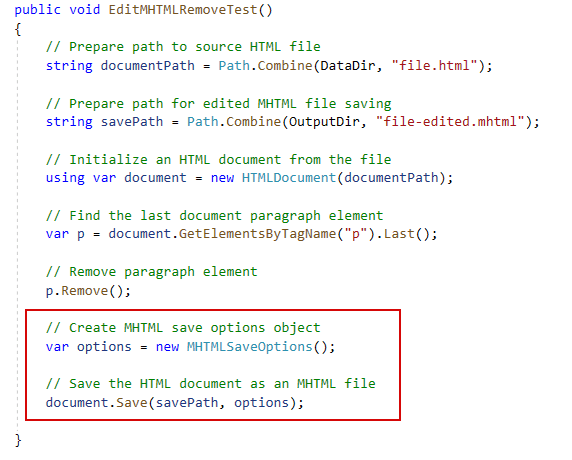 public void EditMHTMLRemoveTest()
{
// Prepare path to source HTML file
string documentPath = Path.Combine(DataDir, "file.html");
// Prepare path for edited MHTML file saving
string savePath = Path.Combine(OutputDir, "file-edited.mhtml");
// Initialize an HTML document from the file
using var document = new HTMLDocument(documentPath);
// Find the last document paragraph element
var p = document.GetElementsByTagName("p").Last();
// Remove paragraph element
p.Remove();
// Create MHTML save options object
var options = new MHTMLSaveOptions();
// Save the HTML document as an MHTML file
document.Save(savePath, options);
}